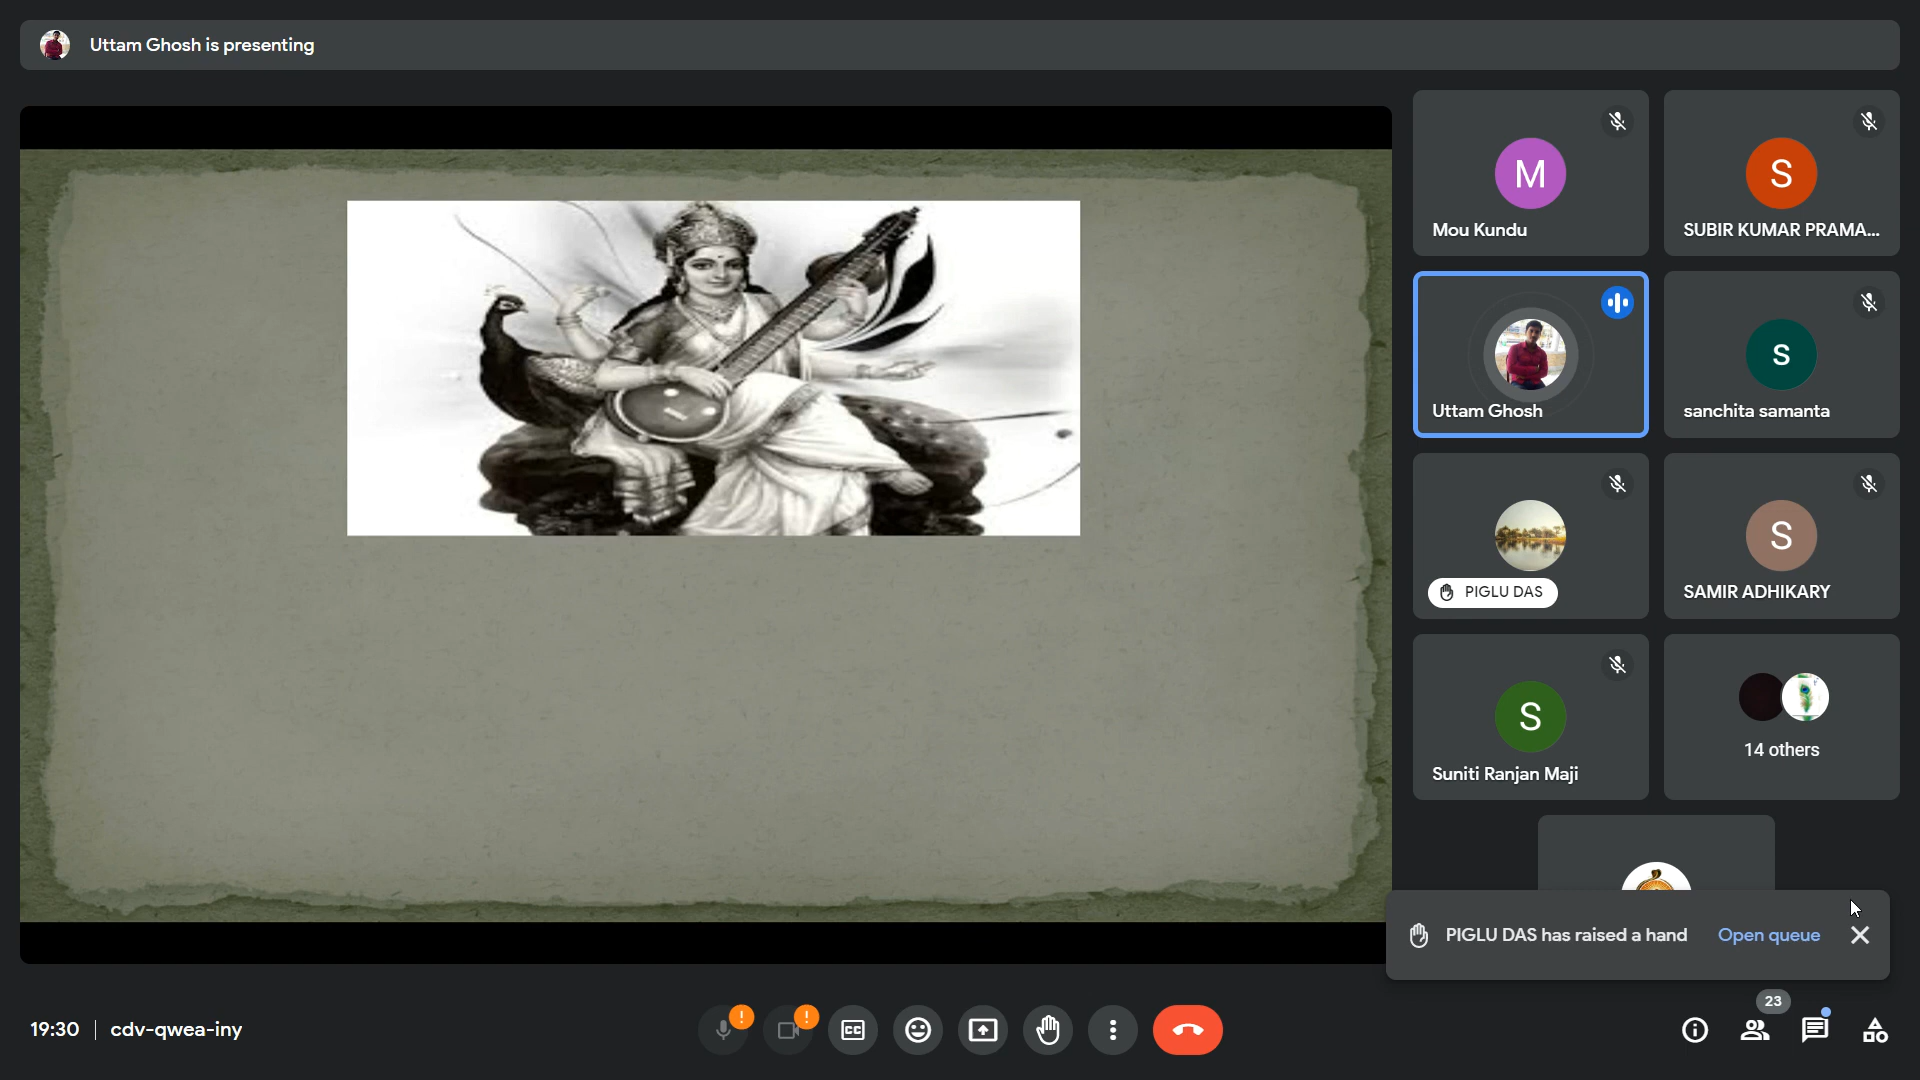 Uttam Ghosh is presenting
M
Mou Kundu
S
SUBIR KUMAR PRAMA...
Uttam Ghosh
s
sanchita samanta
PIGLU DAS
S
SAMIR ADHIKARY
S
Suniti Ranjan Maji
14 others
PIGLU DAS has raised a hand
Open queue
19:30
cdv-qwea-iny
!
!
CC
23